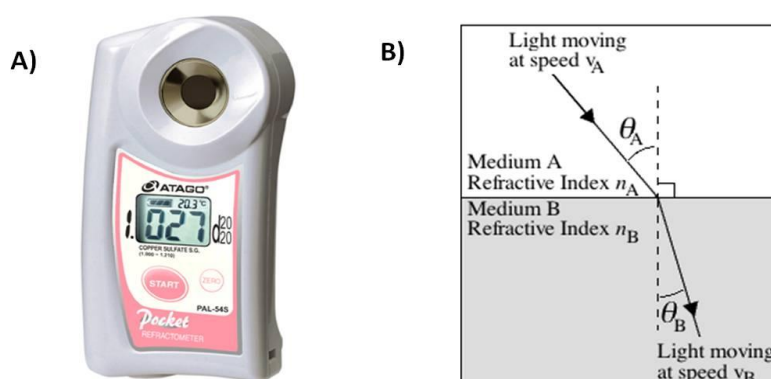 A)
ATAGO®
20.3°C
1.027 d20
20
COPPER SULFATE S.G.
(1.000 ~ 1.210)
START
ZERO
PAL-54S
Pocket
REFRACTOMETER
B)
Light moving
at speed vA
θA
Medium A
Refractive Index nA
Medium B
Refractive Index nB
θB
Light moving
at speed vB